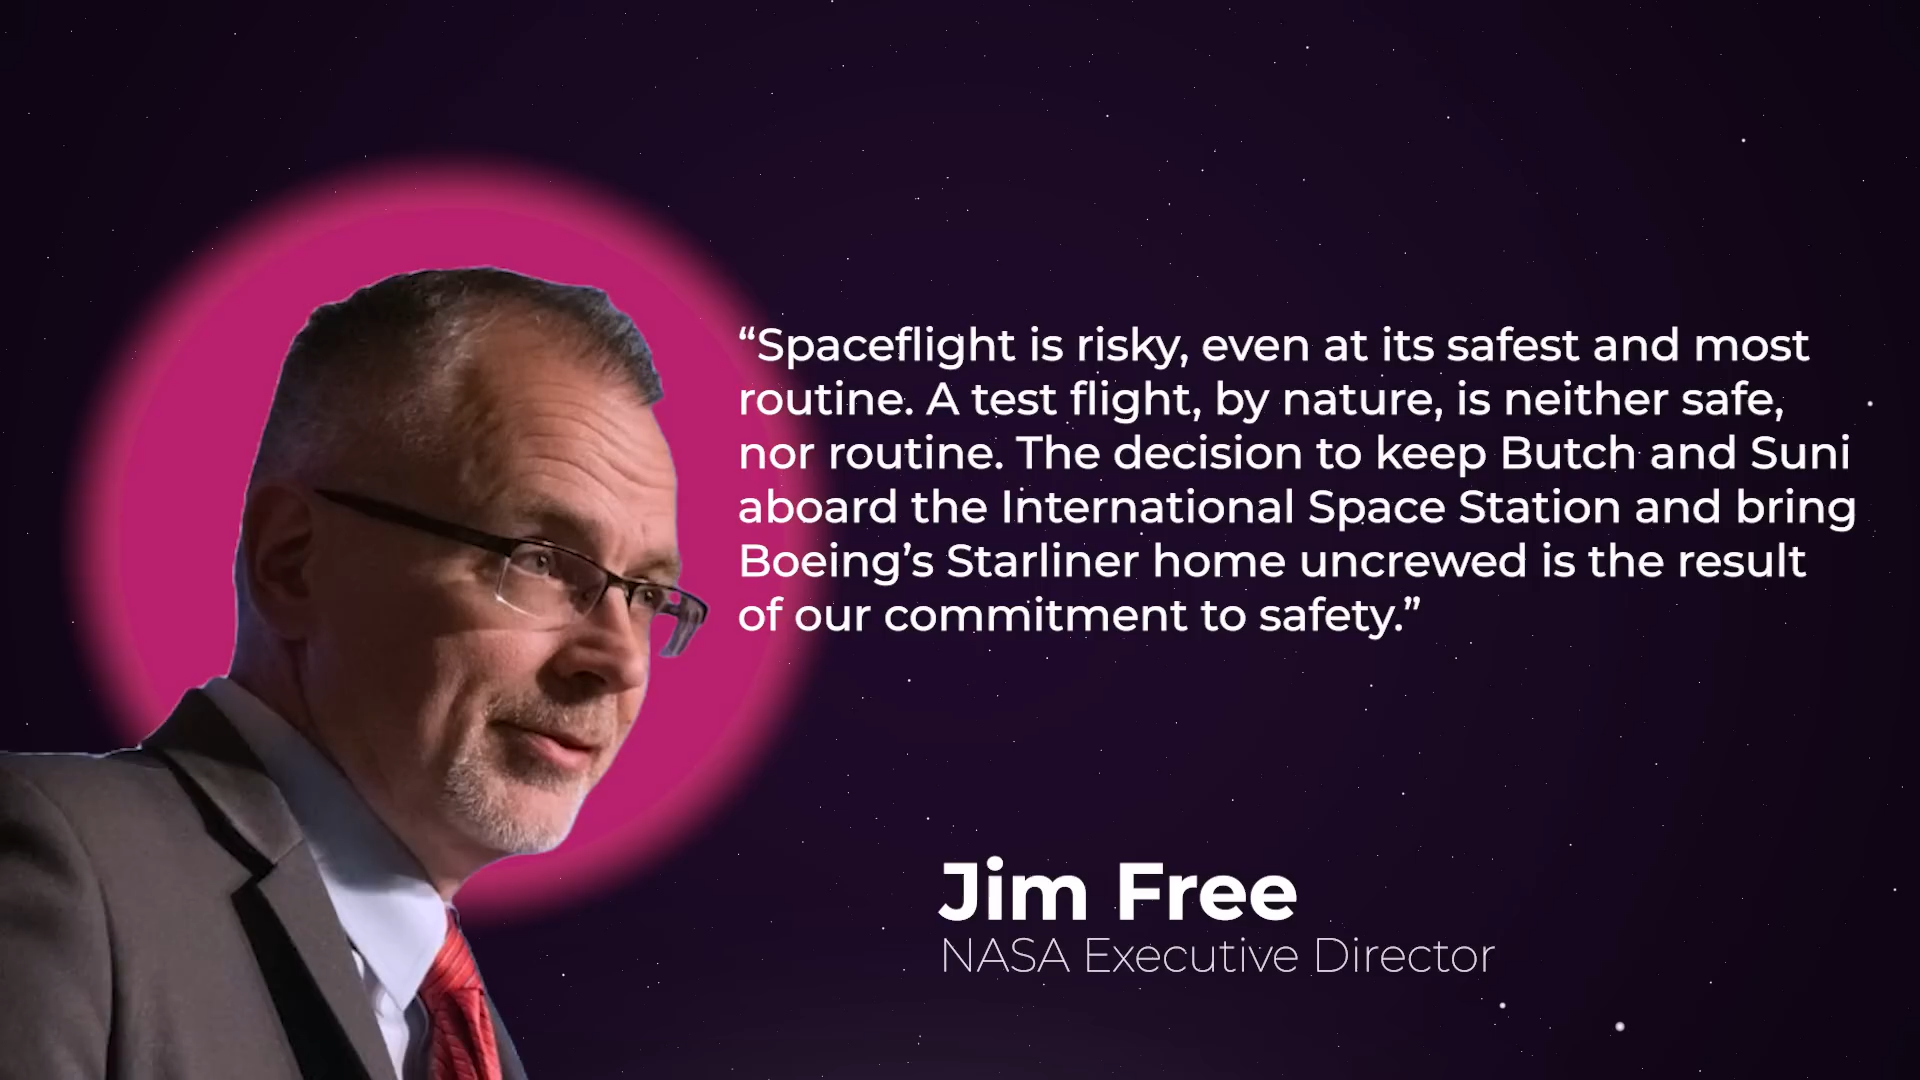 “Spaceflight is risky, even at its safest and most
routine. A test flight, by nature, is neither safe,
nor routine. The decision to keep Butch and Suni
aboard the International Space Station and bring
Boeing’s Starliner home uncrewed is the result
of our commitment to safety.”
Jim Free
NASA Executive Director